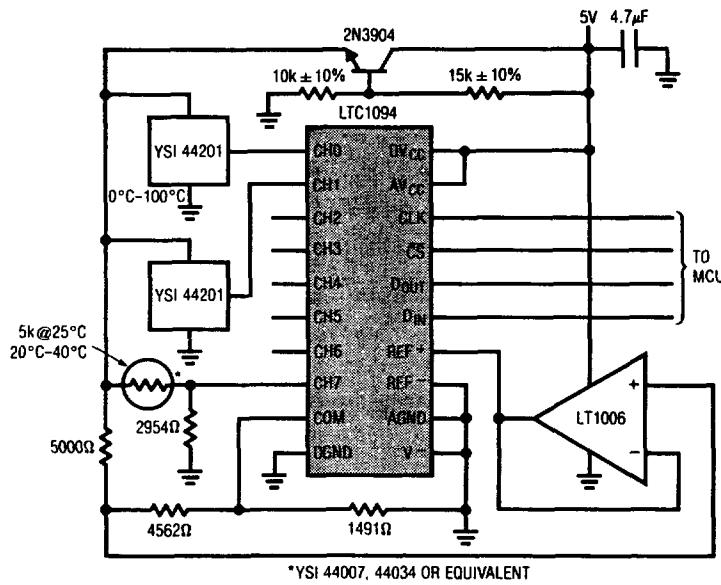 2N3904
5V
4.7µF
10k ± 10%
15k ± 10%
LTC1094
YSI 44201
0°C–100°C
YSI 44201
5k@25°C
20°C–40°C
*
2954Ω
5000Ω
4562Ω
1491Ω
CH0
CH1
CH2
CH3
CH4
CH5
CH6
CH7
COM
DGND
DVCC
AVCC
CLK
CS
DOUT
DIN
REF+
REF–
AGND
V–
TO
MCU
+
LT1006
–
*YSI 44007, 44034 OR EQUIVALENT